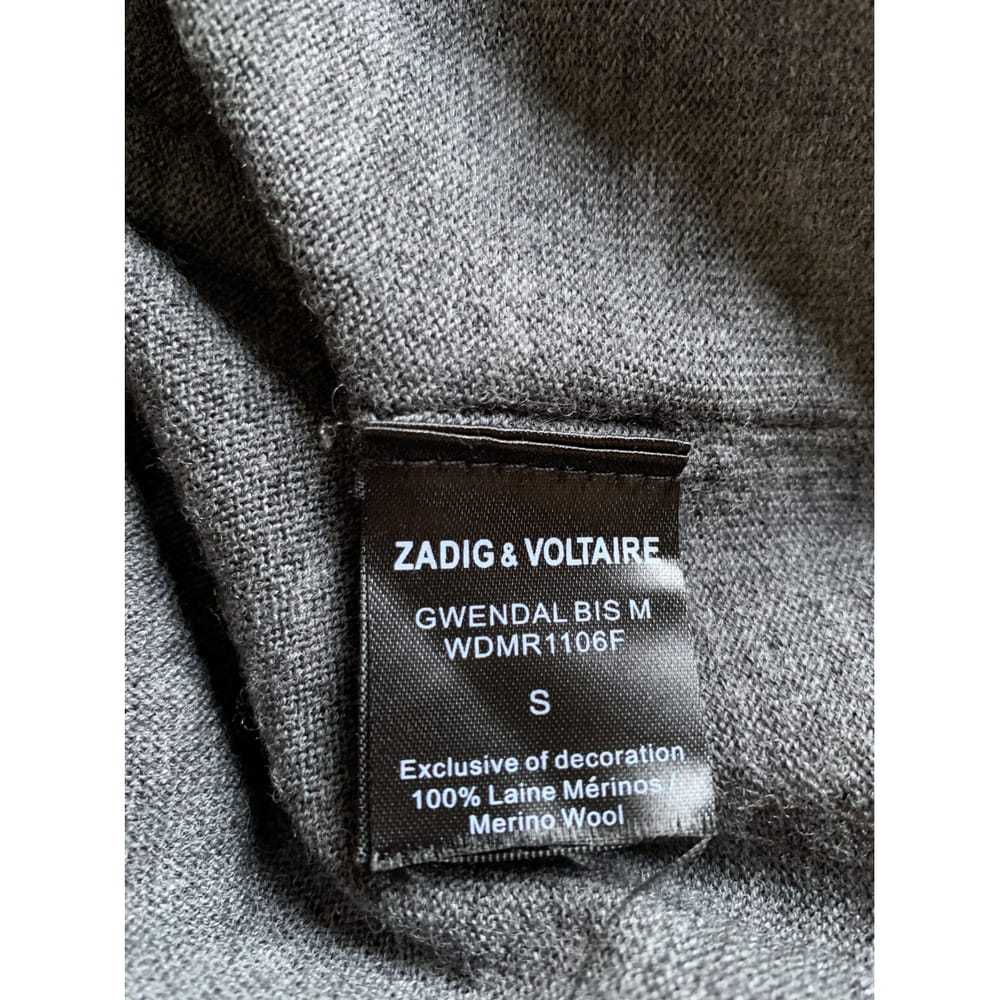 ZADIG & VOLTAIRE
GWENDAL BIS M
WDMR1106F
S
Exclusive of decoration
100% Laine Mérinos /
Merino Wool